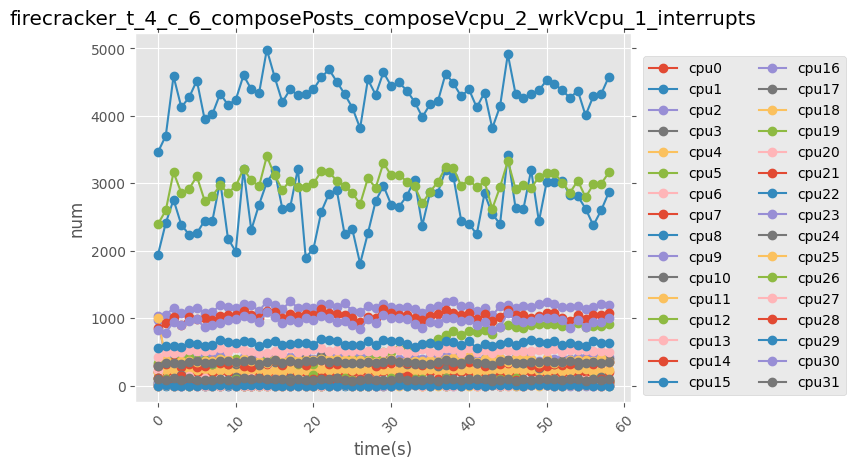 firecracker_t_4_c_6_composePosts_composeVcpu_2_wrkVcpu_1_interrupts
5000
4000
3000
2000
1000
0
num
0
10
20
30
40
50
60
time(s)
cpu0
cpu1
cpu2
cpu3
cpu4
cpu5
cpu6
cpu7
cpu8
cpu9
cpu10
cpu11
cpu12
cpu13
cpu14
cpu15
cpu16
cpu17
cpu18
cpu19
cpu20
cpu21
cpu22
cpu23
cpu24
cpu25
cpu26
cpu27
cpu28
cpu29
cpu30
cpu31